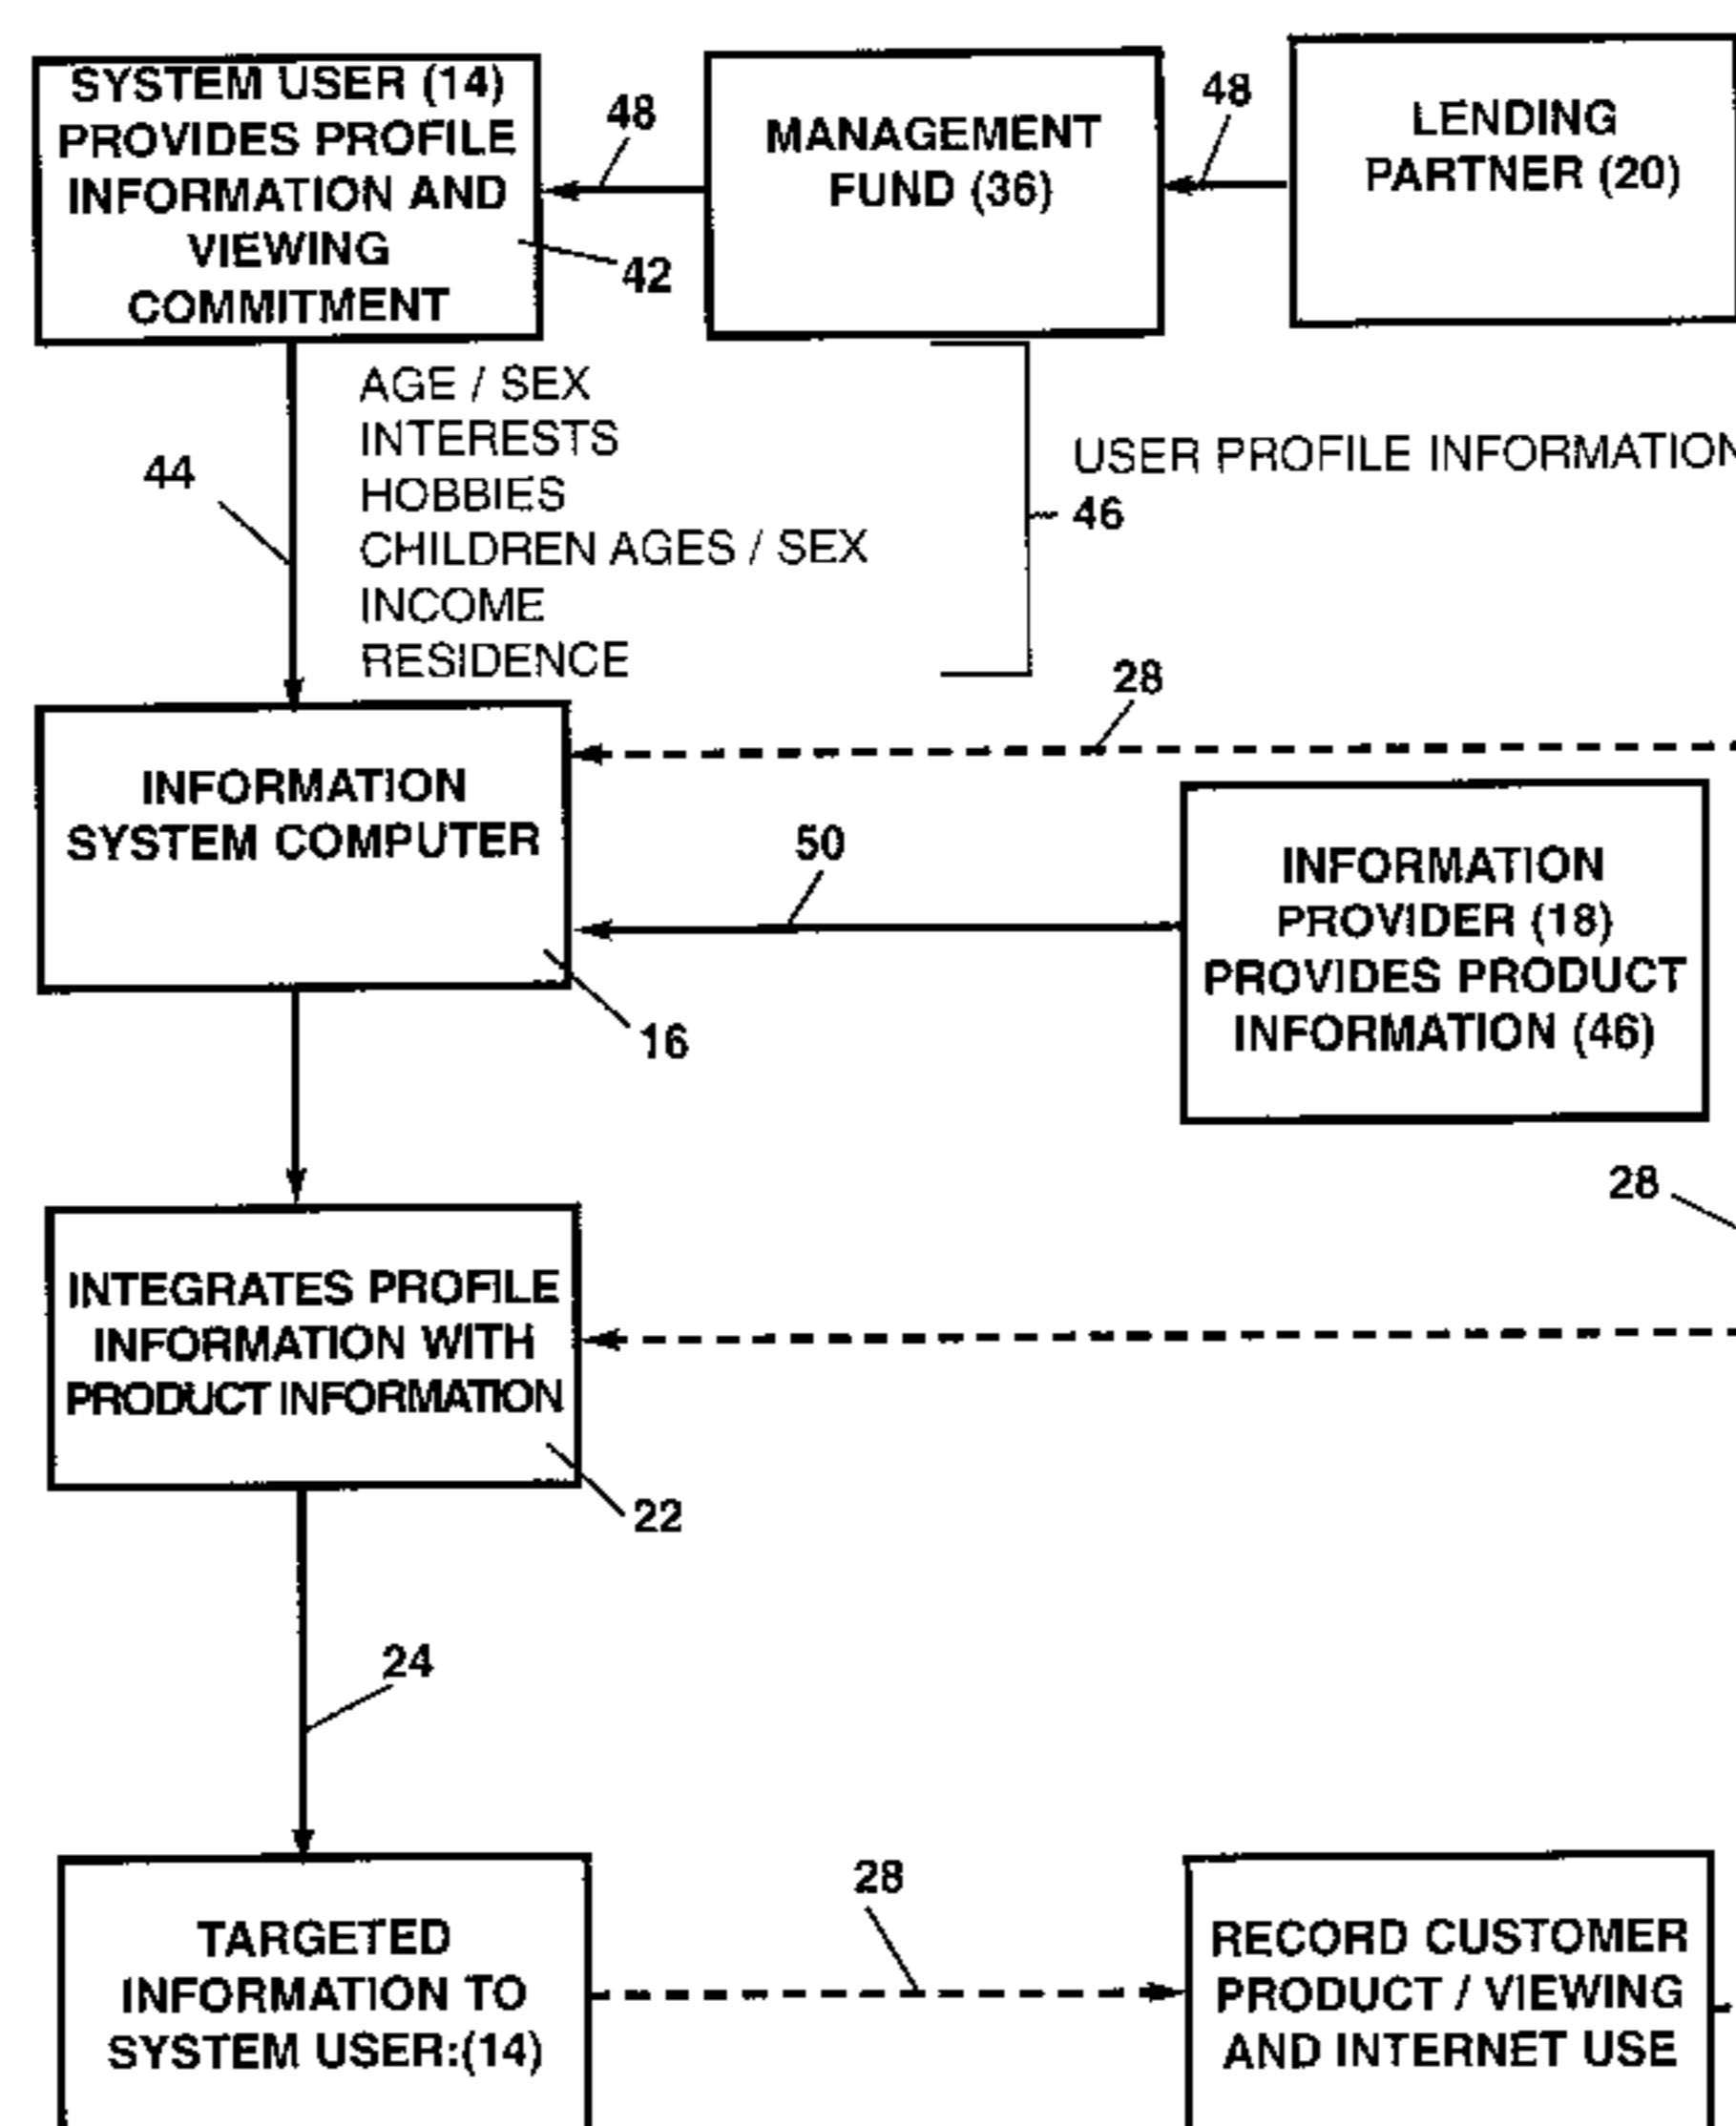 SYSTEM USER (14)
PROVIDES PROFILE
INFORMATION AND
VIEWING
COMMITMENT
42
48
MANAGEMENT
FUND (36)
48
LENDING
PARTNER (20)
44
AGE / SEX
INTERESTS
HOBBIES
CHILDREN AGES / SEX
INCOME
RESIDENCE
USER PROFILE INFORMATION
46
28
INFORMATION
SYSTEM COMPUTER
16
50
INFORMATION
PROVIDER (18)
PROVIDES PRODUCT
INFORMATION (46)
28
INTEGRATES PROFILE
INFORMATION WITH
PRODUCT INFORMATION
22
24
TARGETED
INFORMATION TO
SYSTEM USER:(14)
28
RECORD CUSTOMER
PRODUCT / VIEWING
AND INTERNET USE